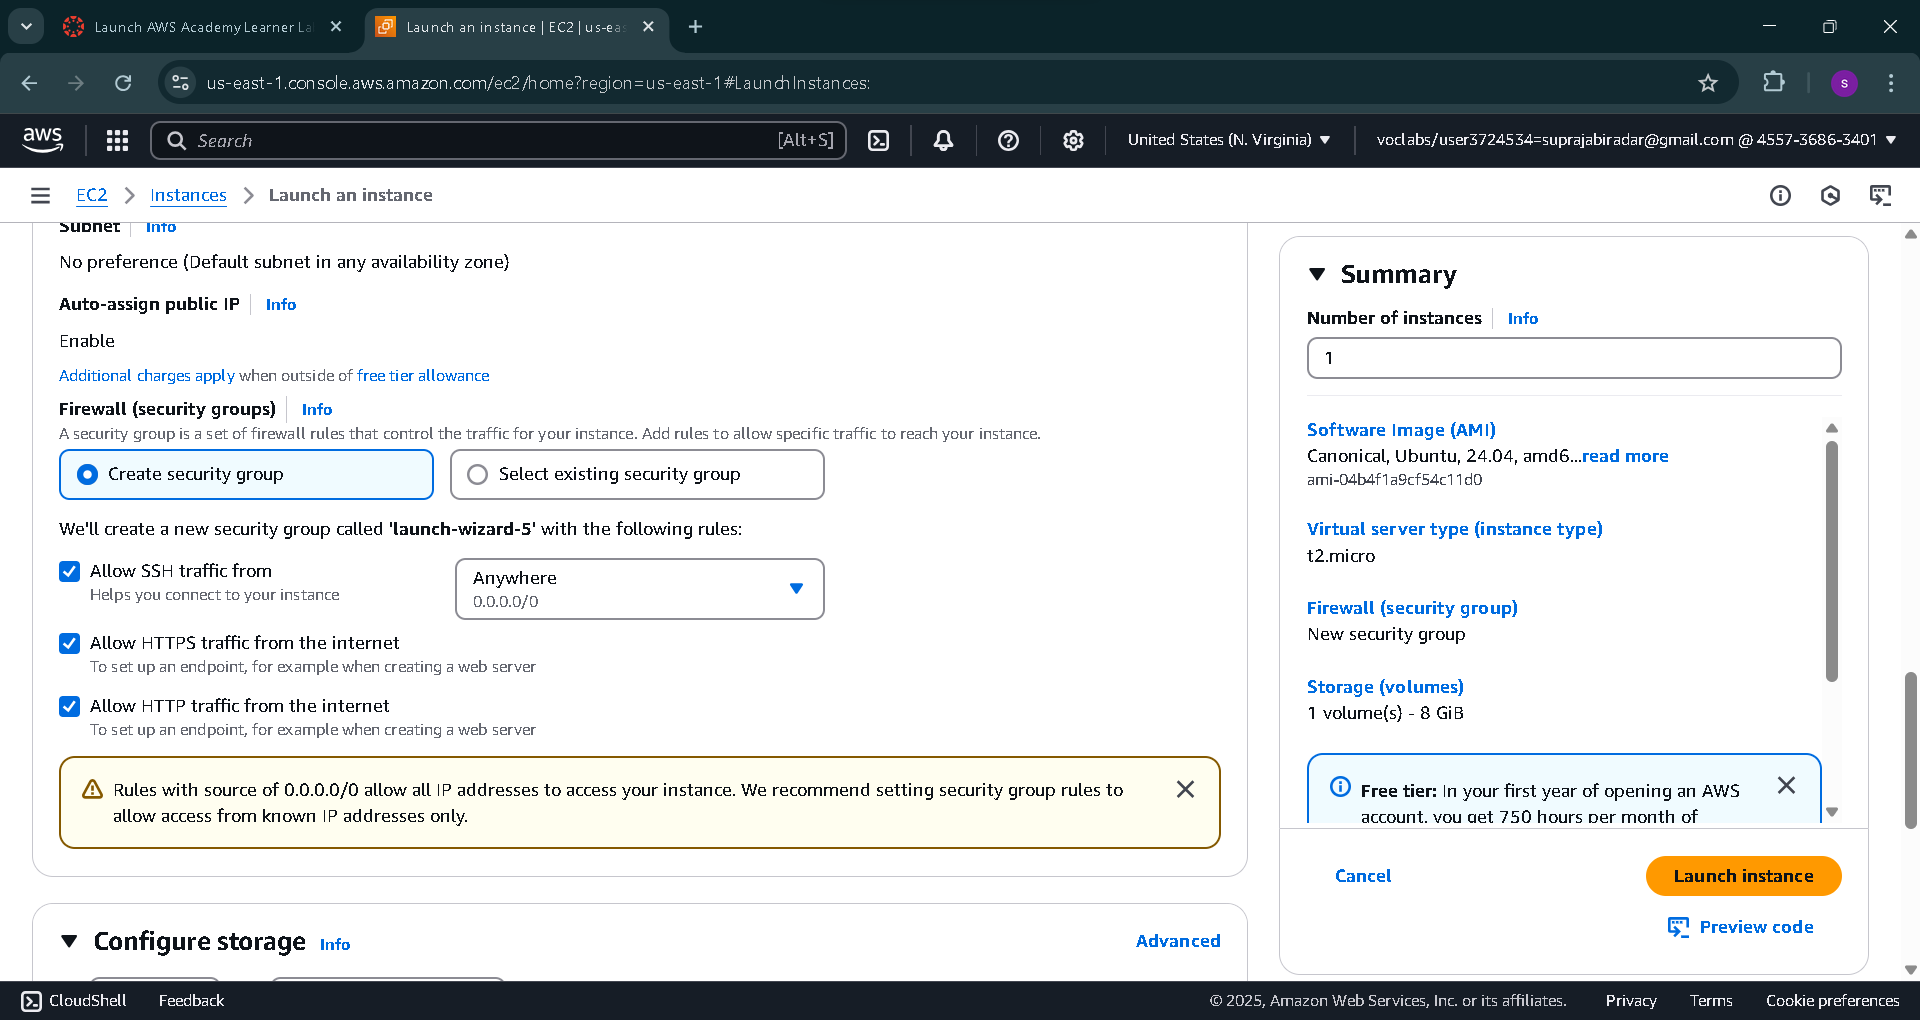 Launch AWS Academy Learner La
Launch an instance | EC2 | us-eas
us-east-1.console.aws.amazon.com/ec2/home?region=us-east-1#LaunchInstances:
S
aws
Search
[Alt+S]
United States (N. Virginia)
voclabs/user3724534=suprajabiradar@gmail.com @ 4557-3686-3401
EC2
Instances
Launch an instance
Subnet
Info
No preference (Default subnet in any availability zone)
Auto-assign public IP
Info
Enable
Additional charges apply when outside of free tier allowance
Firewall (security groups)
Info
A security group is a set of firewall rules that control the traffic for your instance. Add rules to allow specific traffic to reach your instance.
Create security group
Select existing security group
We'll create a new security group called 'launch-wizard-5' with the following rules:
Allow SSH traffic from
Helps you connect to your instance
Anywhere
0.0.0.0/0
Allow HTTPS traffic from the internet
To set up an endpoint, for example when creating a web server
Allow HTTP traffic from the internet
To set up an endpoint, for example when creating a web server
Rules with source of 0.0.0.0/0 allow all IP addresses to access your instance. We recommend setting security group rules to
allow access from known IP addresses only.
Configure storage
Info
Advanced
Summary
Number of instances
Info
1
Software Image (AMI)
Canonical, Ubuntu, 24.04, amd6...read more
ami-04b4f1a9cf54c11d0
Virtual server type (instance type)
t2.micro
Firewall (security group)
New security group
Storage (volumes)
1 volume(s) - 8 GiB
Free tier: In your first year of opening an AWS
account, you get 750 hours per month of
Cancel
Launch instance
Preview code
CloudShell
Feedback
© 2025, Amazon Web Services, Inc. or its affiliates.
Privacy
Terms
Cookie preferences